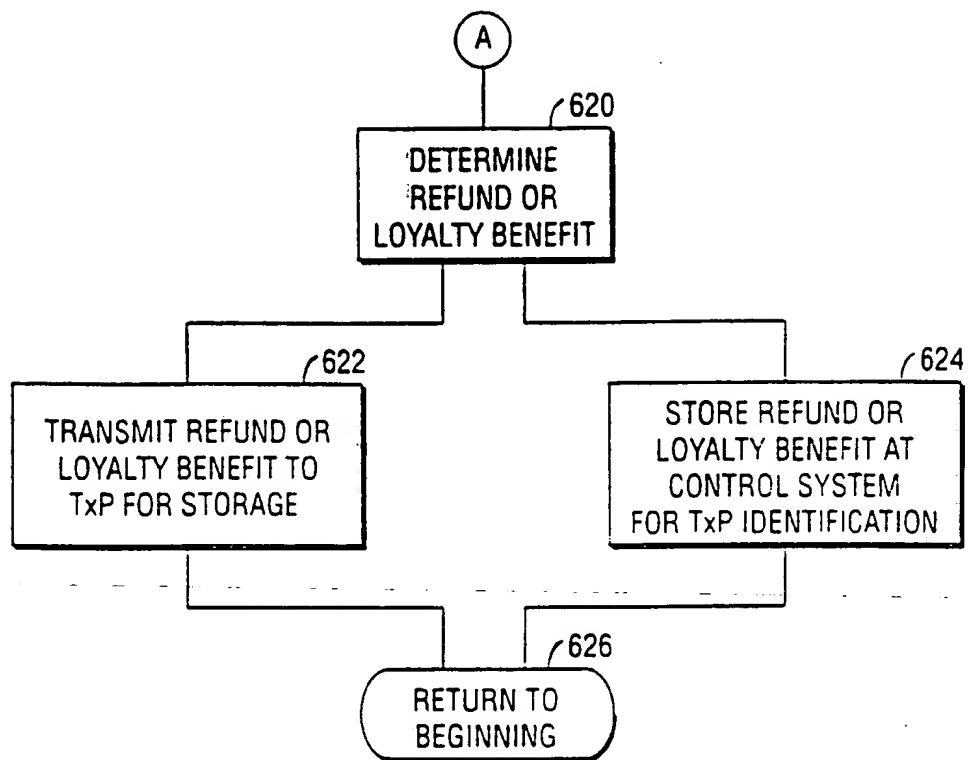 A
620
DETERMINE
REFUND OR
LOYALTY BENEFIT
622
TRANSMIT REFUND OR
LOYALTY BENEFIT TO
TxP FOR STORAGE
624
STORE REFUND OR
LOYALTY BENEFIT AT
CONTROL SYSTEM
FOR TxP IDENTIFICATION
626
RETURN TO
BEGINNING